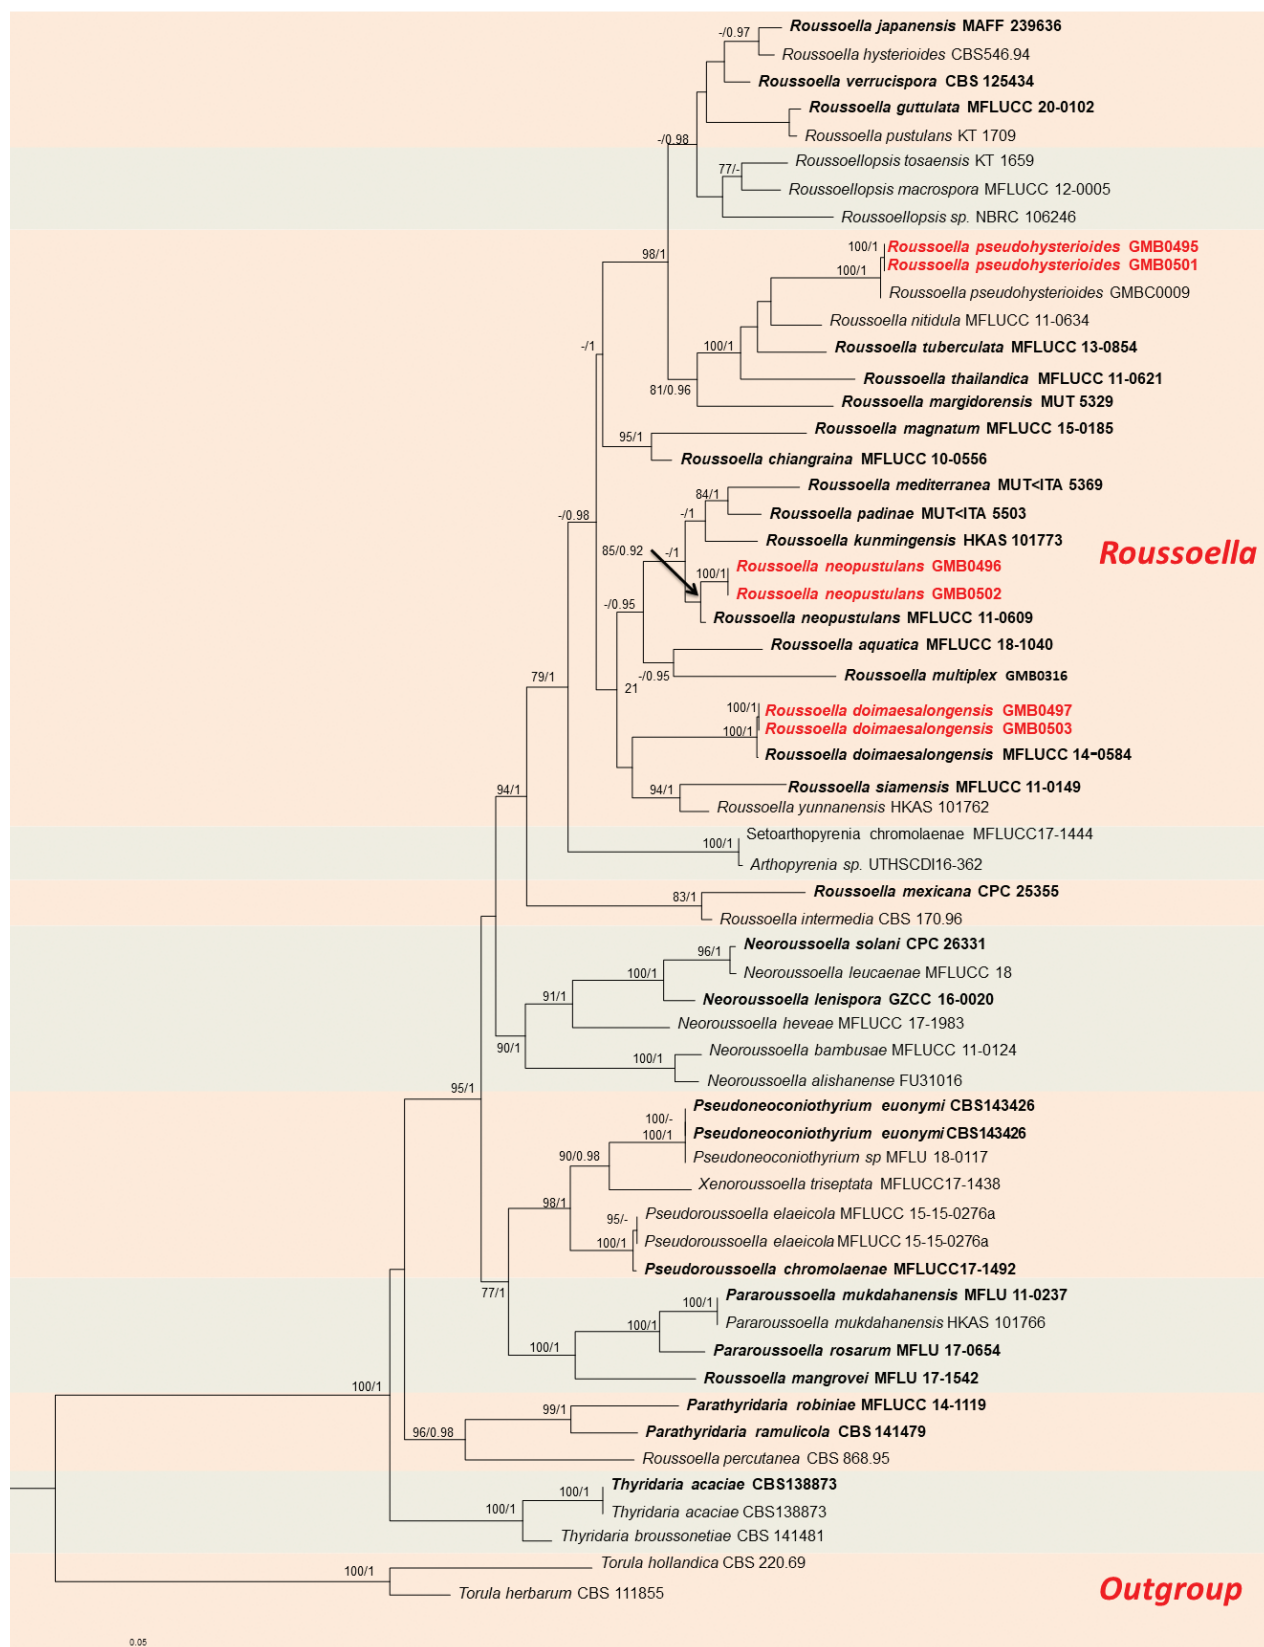 -/0.97
Roussoella japanensis MAFF 239636
Roussoella hysterioides CBS546.94
Roussoella verrucispora CBS 125434
Roussoella guttulata MFLUCC 20-0102
Roussoella pustulans KT 1709
-/0.98
Roussoellopsis tosaensis KT 1659
77/-
Roussoellopsis macrospora MFLUCC 12-0005
Roussoellopsis sp. NBRC 106246
100/1
Roussoella pseudohysterioides GMB0495
98/1
100/1
Roussoella pseudohysterioides GMB0501
Roussoella pseudohysterioides GMBC0009
Roussoella nitidula MFLUCC 11-0634
-/1
100/1
Roussoella tuberculata MFLUCC 13-0854
Roussoella thailandica MFLUCC 11-0621
81/0.96
Roussoella margidorensis MUT 5329
Roussoella magnatum MFLUCC 15-0185
95/1
Roussoella chiangraina MFLUCC 10-0556
Roussoella mediterranea MUT<ITA 5369
84/1
-/0.98
-/1
Roussoella padinae MUT<ITA 5503
Roussoella kunmingensis HKAS 101773
Roussoella
85/0.92
-/1
Roussoella neopustulans GMB0496
100/1
Roussoella neopustulans GMB0502
-/0.95
Roussoella neopustulans MFLUCC 11-0609
Roussoella aquatica MFLUCC 18-1040
79/1
-/0.95
Roussoella multiplex GMB0316
21
100/1
Roussoella doimaesalongensis GMB0497
100/1
Roussoella doimaesalongensis GMB0503
Roussoella doimaesalongensis MFLUCC 14-0584
94/1
94/1
Roussoella siamensis MFLUCC 11-0149
Roussoella yunnanensis HKAS 101762
Setoarthopyrenia chromolaenae MFLUCC17-1444
100/1
Arthopyrenia sp. UTHSCDI16-362
Roussoella mexicana CPC 25355
83/1
Roussoella intermedia CBS 170.96
96/1
Neoroussoella solani CPC 26331
100/1
Neoroussoella leucaenae MFLUCC 18
91/1
Neoroussoella lenispora GZCC 16-0020
Neoroussoella heveae MFLUCC 17-1983
90/1
Neoroussoella bambusae MFLUCC 11-0124
100/1
Neoroussoella alishanense FU31016
95/1
Pseudoneoconiothyrium euonymi CBS143426
100/-
100/1
Pseudoneoconiothyrium euonymi CBS143426
90/0.98
Pseudoneoconiothyrium sp MFLU 18-0117
Xenoroussoella triseptata MFLUCC17-1438
98/1
95/-
Pseudoroussoella elaeicola MFLUCC 15-15-0276a
100/1
Pseudoroussoella elaeicola MFLUCC 15-15-0276a
Pseudoroussoella chromolaenae MFLUCC17-1492
77/1
100/1
Pararoussoella mukdahanensis MFLU 11-0237
100/1
Pararoussoella mukdahanensis HKAS 101766
100/1
Pararoussoella rosarum MFLU 17-0654
Roussoella mangrovei MFLU 17-1542
100/1
99/1
Parathyridaria robiniae MFLUCC 14-1119
96/0.98
Parathyridaria ramulicola CBS 141479
Roussoella percutanea CBS 868.95
100/1
Thyridaria acaciae CBS138873
100/1
Thyridaria acaciae CBS138873
Thyridaria broussonetiae CBS 141481
Torula hollandica CBS 220.69
100/1
Torula herbarum CBS 111855
Outgroup
0.05